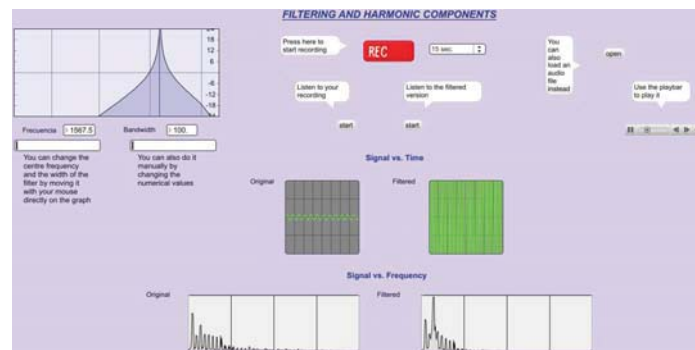 FILTERING AND HARMONIC COMPONENTS
24
18
12
6
-6
-12
-18
Press here to
start recording
REC
15 sec.
You
can
also
load an
audio
file
instead
open
Listen to your
recording
Listen to the filtered
version
Use the playbar
to play it
start
start
Frecuencia
1567.5
Bandwidth
100.
You can change the
centre frequency
and the width of the
filter by moving it
with your mouse
directly on the graph
You can also do it
manually by
changing the
numerical values
Signal vs. Time
Original
Filtered
Signal vs. Frequency
Original
Filtered